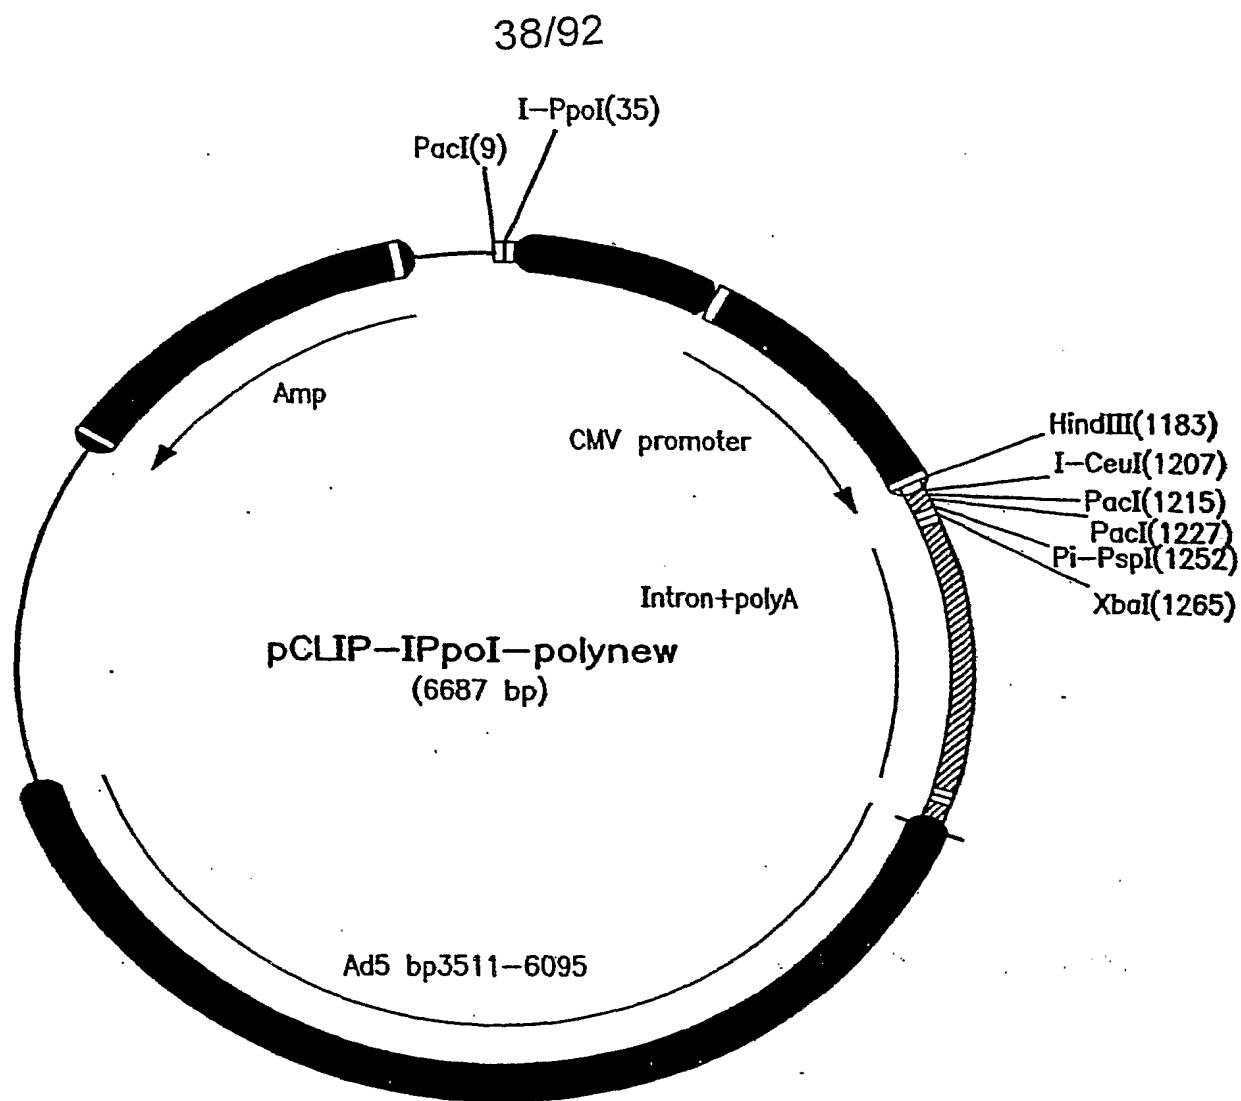 38/92
I-PpoI(35)
PacI(9)
Amp
CMV promoter
HindIII(1183)
I-CeuI(1207)
PacI(1215)
PacI(1227)
Pi-PspI(1252)
XbaI(1265)
Intron+polyA
pCLIP-IPpoI-polynew
(6687 bp)
Ad5 bp3511-6095